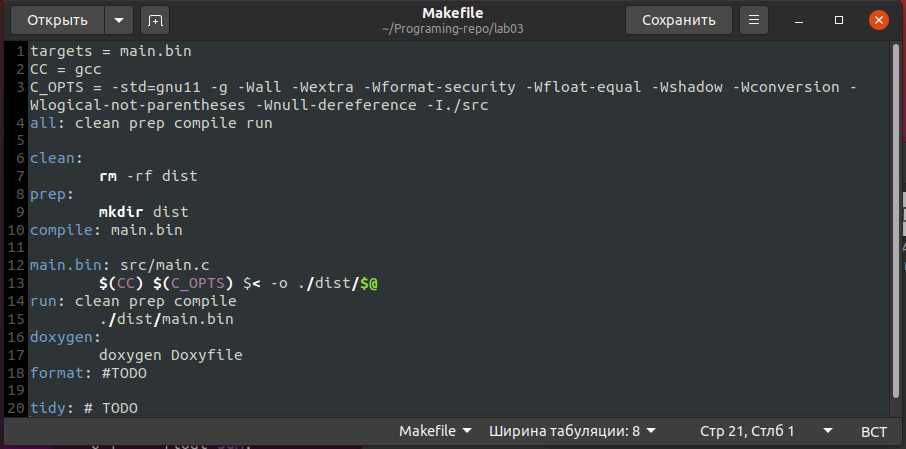 Открыть
Makefile
~/Programing-repo/lab03
Сохранить
1 targets = main.bin
2 CC = gcc
3 C_OPTS = -std=gnu11 -g -Wall -Wextra -Wformat-security -Wfloat-equal -Wshadow -Wconversion -
Wlogical-not-parentheses -Wnull-dereference -I./src
4 all: clean prep compile run
5
6 clean:
7 rm -rf dist
8 prep:
9 mkdir dist
10 compile: main.bin
11
12 main.bin: src/main.c
13 $(CC) $(C_OPTS) $< -o ./dist/$@
14 run: clean prep compile
15 ./dist/main.bin
16 doxygen:
17 doxygen Doxyfile
18 format: #TODO
19
20 tidy: # TODO
Makefile Ширина табуляции: 8 Стр 21, Стлб 1 ВСТ